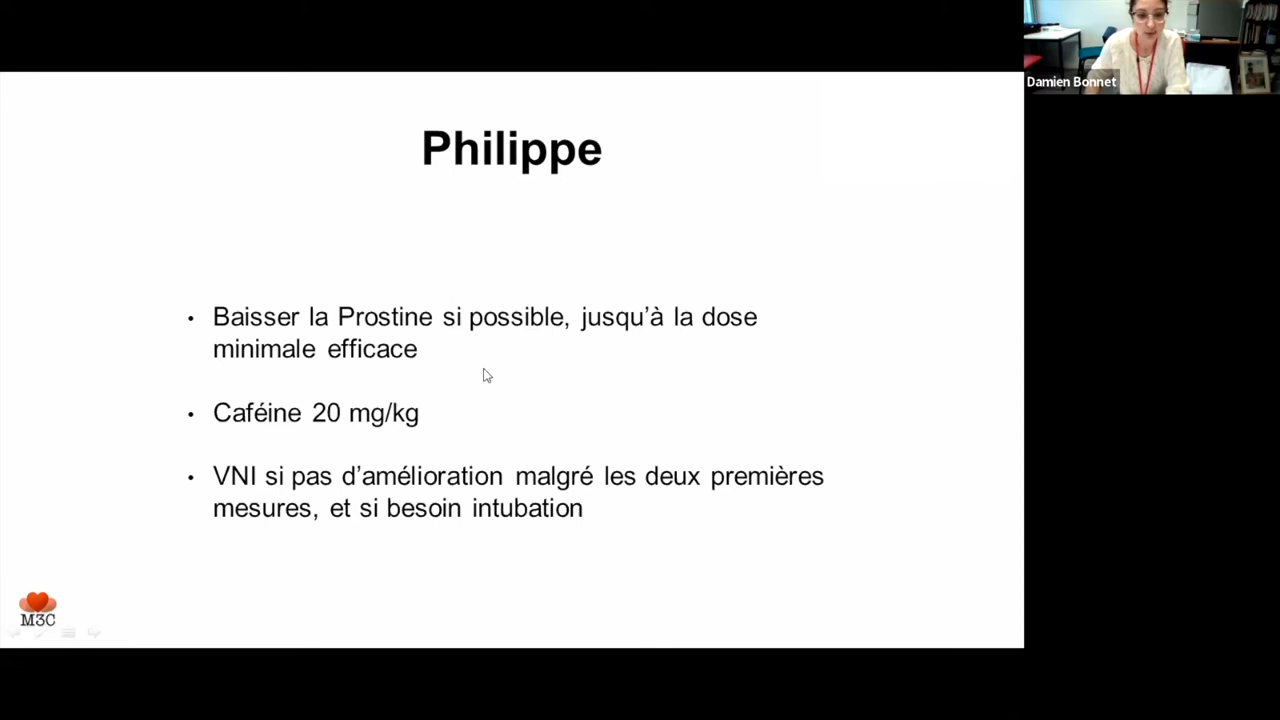 Damien Bonnet
Philippe
• Baisser la Prostine si possible, jusqu’à la dose
minimale efficace
• Caféine 20 mg/kg
• VNI si pas d’amélioration malgré les deux premières
mesures, et si besoin intubation
M3C